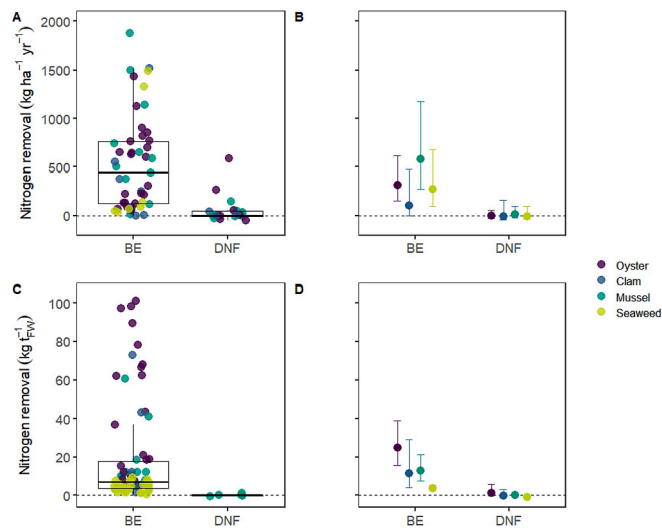 A
B
Nitrogen removal (kg ha⁻¹ yr⁻¹)
2000
1500
1000
500
0
BE DNF
BE DNF
C
D
Nitrogen removal (kg t⁻¹FW)
100
80
60
40
20
0
BE DNF
BE DNF
Oyster
Clam
Mussel
Seaweed